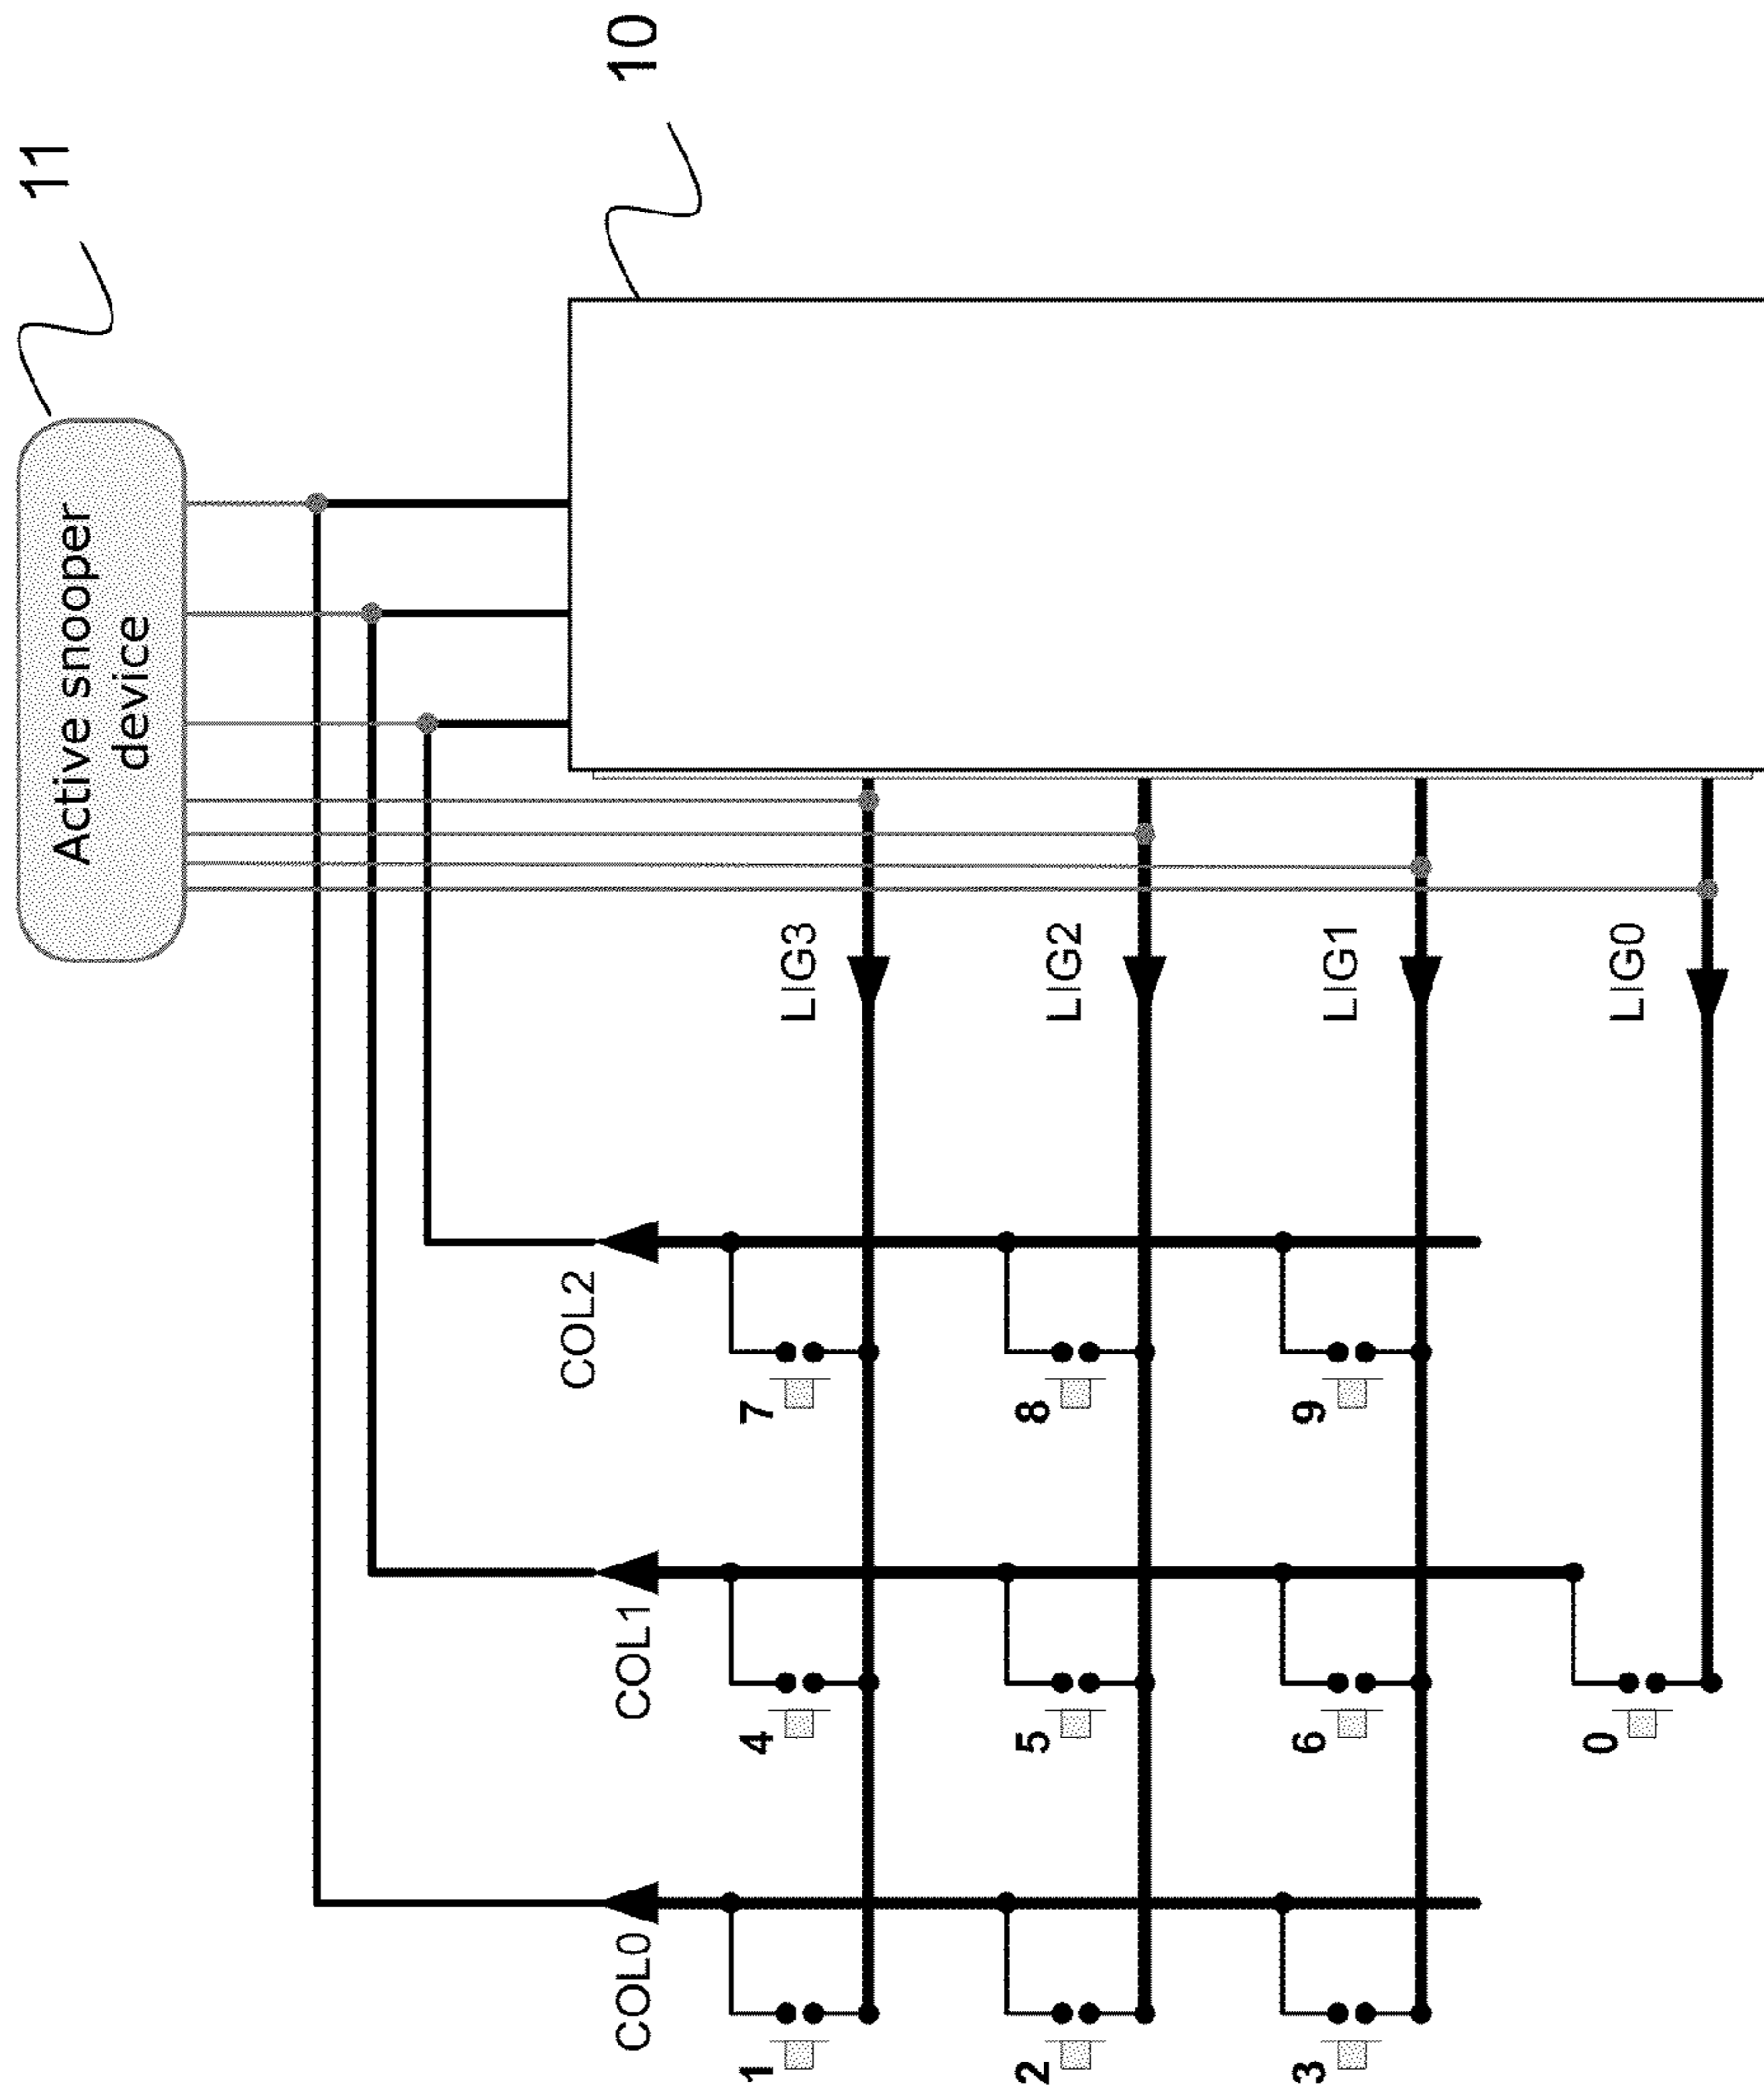 11
10
Active snooper
device
LIG3
LIG2
LIG1
LIG0
COL2
COL1
COL0
7
8
9
4
5
6
0
1
2
3